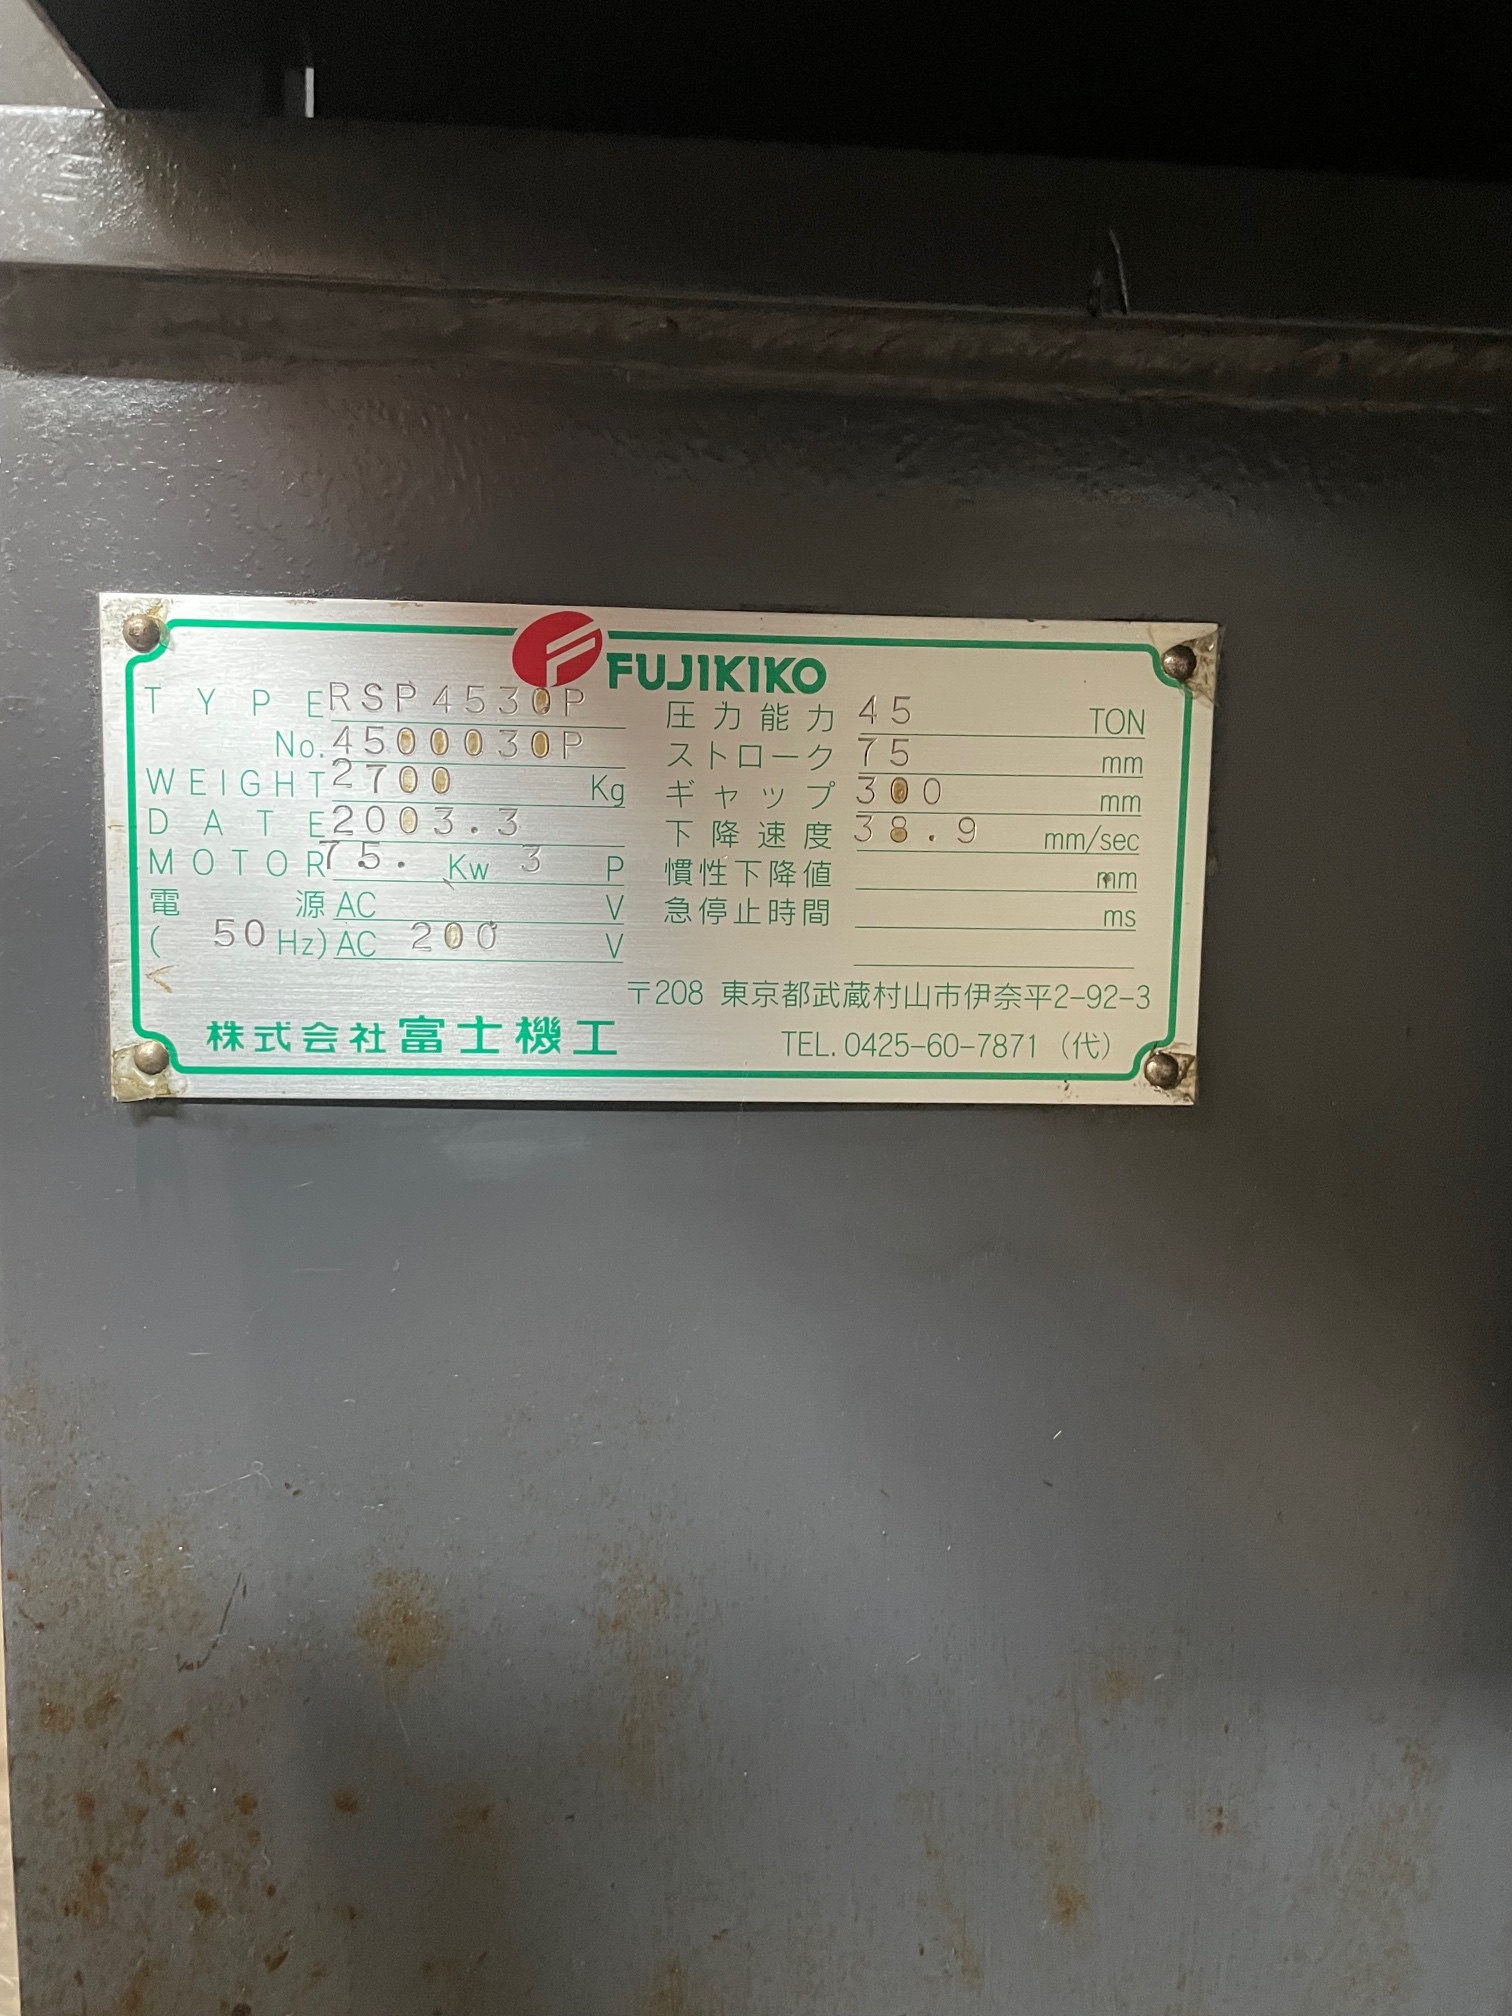 FUJIKIKO
TYPE RSP4530P
No. 4500030P
WEIGHT 2700 Kg
DATE 2003.3
MOTOR 75. Kw 3 P
電源 AC V
( 50 Hz) AC 200 V
圧力能力 45 TON
ストローク 75 mm
ギャップ 300 mm
下降速度 38.9 mm/sec
慣性下降値 mm
急停止時間 ms
〒208 東京都武蔵村山市伊奈平2-92-3
株式会社富士機工 TEL. 0425-60-7871 (代)